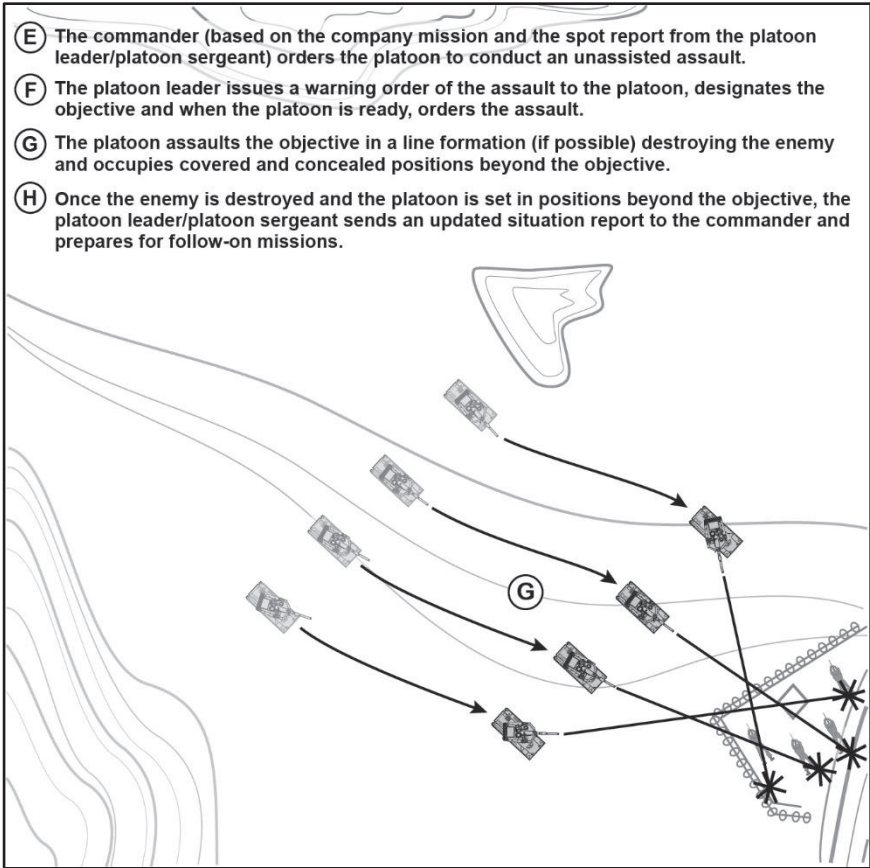 E The commander (based on the company mission and the spot report from the platoon
leader/platoon sergeant) orders the platoon to conduct an unassisted assault.
F The platoon leader issues a warning order of the assault to the platoon, designates the
objective and when the platoon is ready, orders the assault.
G The platoon assaults the objective in a line formation (if possible) destroying the enemy
and occupies covered and concealed positions beyond the objective.
H Once the enemy is destroyed and the platoon is set in positions beyond the objective, the
platoon leader/platoon sergeant sends an updated situation report to the commander and
prepares for follow-on missions.
G